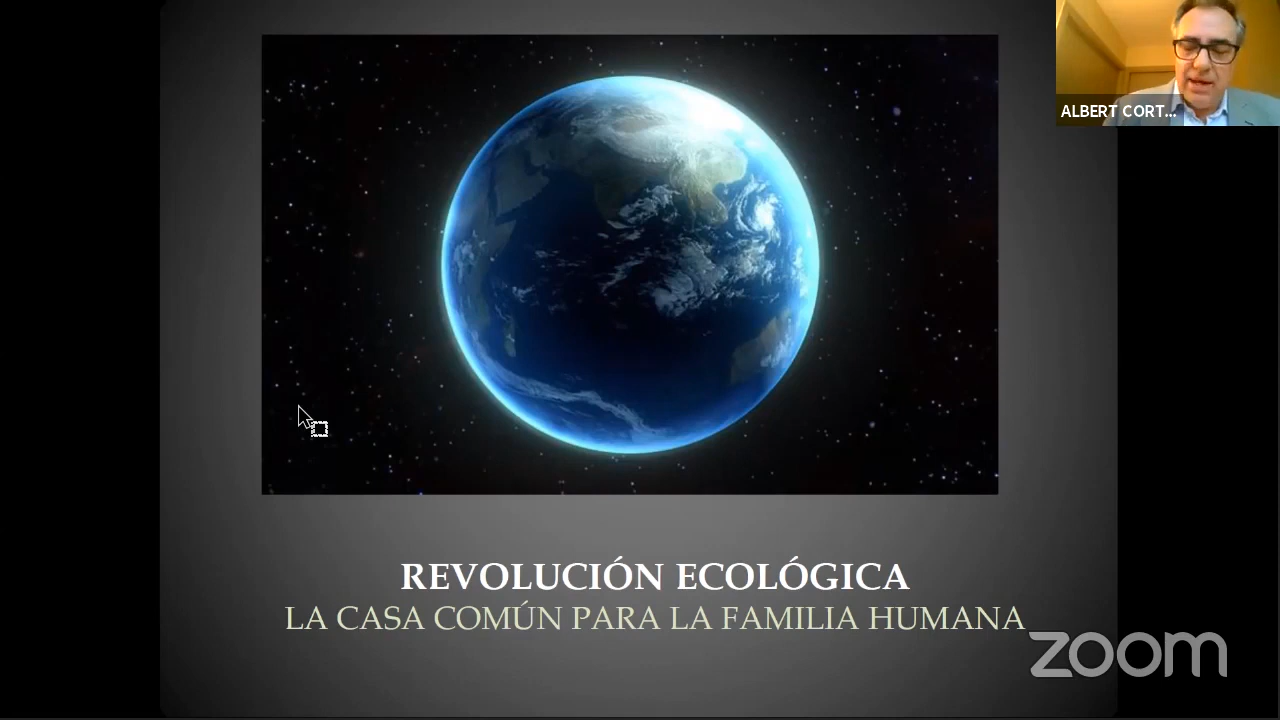 ALBERT CORT...
REVOLUCIÓN ECOLÓGICA
LA CASA COMÚN PARA LA FAMILIA HUMANA
zoom